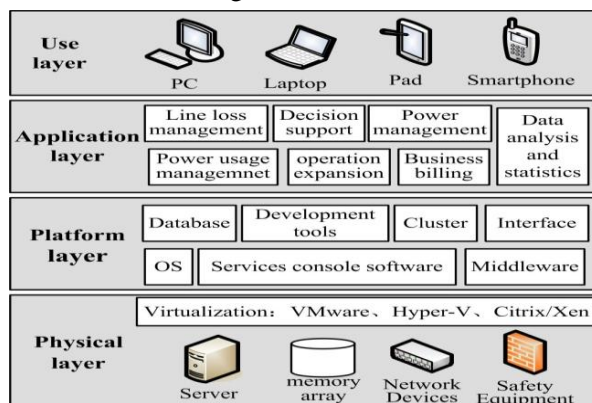 Use
layer
PC
Laptop
Pad
Smartphone
Application
layer
Line loss
management
Decision
support
Power
management
Data
analysis
and
statistics
Power usage
managemnet
operation
expansion
Business
billing
Platform
layer
Database
Development
tools
Cluster
Interface
OS
Services console software
Middleware
Physical
layer
Virtualization：VMware、Hyper-V、Citrix/Xen
Server
memory
array
Network
Devices
Safety
Equipment